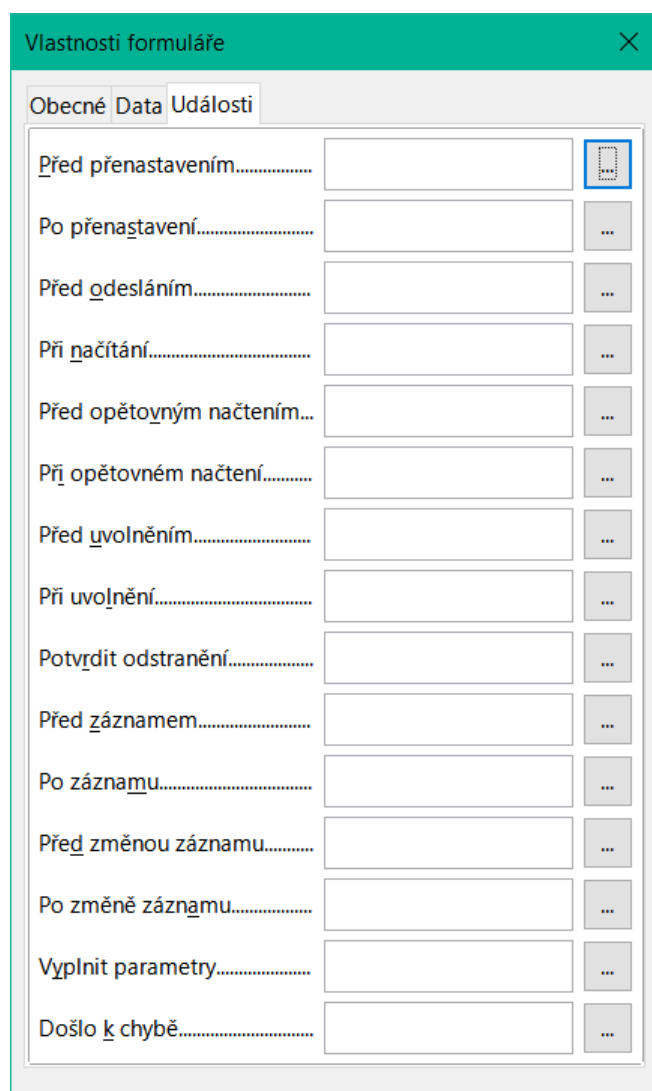 Vlastnosti formuláře
Obecné Data Události
Před přenastavením................. ...
Po přenastavení.......................... ...
Před odesláním.......................... ...
Při načítání.................................... ...
Před opětovným načtením... ...
Při opětovném načtení........... ...
Před uvolněním.......................... ...
Při uvolnění................................... ...
Potvrdit odstranění................... ...
Před záznamem......................... ...
Po záznamu.................................. ...
Před změnou záznamu........... ...
Po změně záznamu.................. ...
Vyplnit parametry..................... ...
Došlo k chybě.............................. ...